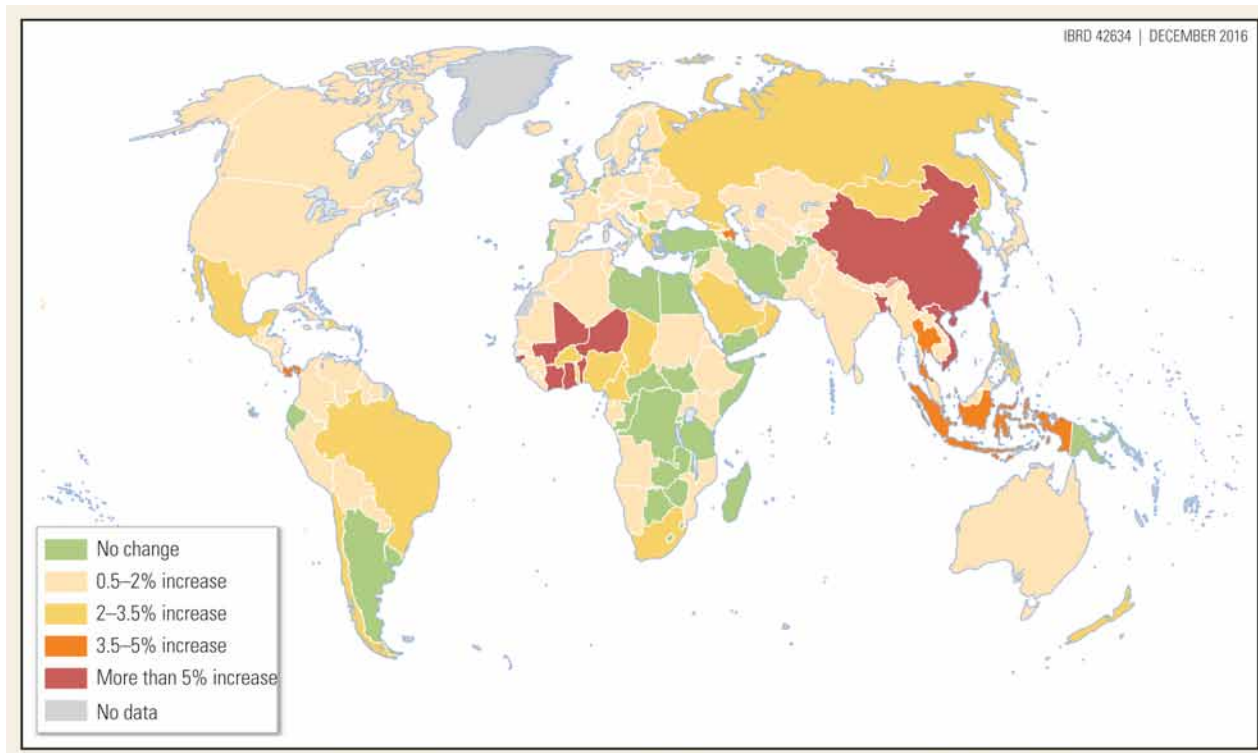 IBRD 42634 | DECEMBER 2016
No change
0.5–2% increase
2–3.5% increase
3.5–5% increase
More than 5% increase
No data